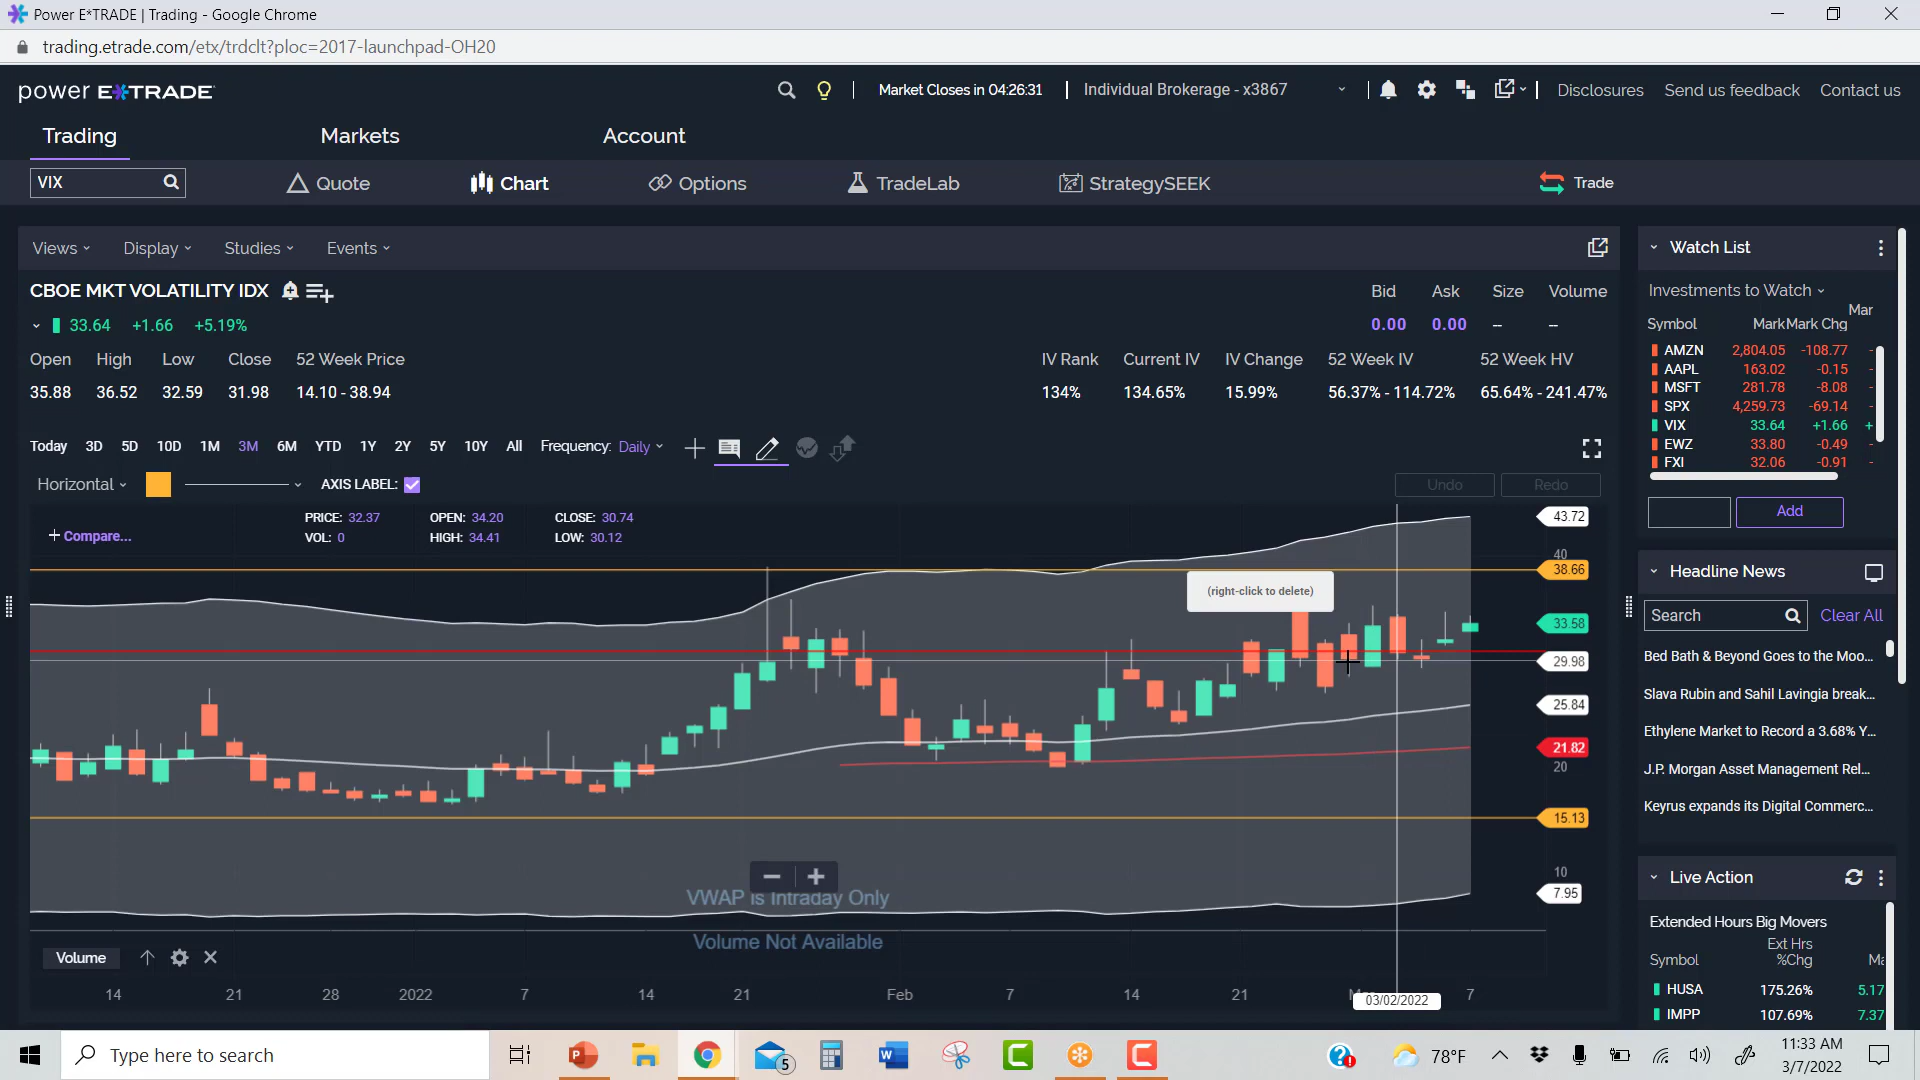 Power E*TRADE | Trading - Google Chrome
trading.etrade.com/etx/trdclt?ploc=2017-launchpad-OH20
power E*TRADE
Market Closes in 04:26:31
Individual Brokerage - x3867
Disclosures Send us feedback Contact us
Trading Markets Account
VIX
Quote Chart Options TradeLab StrategySEEK Trade
Views Display Studies Events
CBOE MKT VOLATILITY IDX
33.64 +1.66 +5.19%
Open High Low Close 52 Week Price
35.88 36.52 32.59 31.98 14.10 - 38.94
Bid Ask Size Volume
0.00 0.00 -- --
IV Rank Current IV IV Change 52 Week IV 52 Week HV
134% 134.65% 15.99% 56.37% - 114.72% 65.64% - 241.47%
Today 3D 5D 10D 1M 3M 6M YTD 1Y 2Y 5Y 10Y All Frequency: Daily
Horizontal AXIS LABEL: Undo Redo
+ Compare...
PRICE: 32.37 OPEN: 34.20 CLOSE: 30.74
VOL: 0 HIGH: 34.41 LOW: 30.12
(right-click to delete)
43.72
40
38.66
33.58
29.98
25.84
21.82
20
15.13
10
7.95
VWAP is Intraday Only
Volume Not Available
Volume
14 21 28 2022 7 14 21 Feb 7 14 21 7
03/02/2022
Watch List
Investments to Watch
Mar
Symbol Mark Mark Chg
AMZN 2,804.05 -108.77 -
AAPL 163.02 -0.15 -
MSFT 281.78 -8.08 -
SPX 4,259.73 -69.14 -
VIX 33.64 +1.66 +
EWZ 33.80 -0.49 -
FXI 32.06 -0.91 -
Add
Headline News
Search Clear All
Bed Bath & Beyond Goes to the Moo...
Slava Rubin and Sahil Lavingia break...
Ethylene Market to Record a 3.68% Y...
J.P. Morgan Asset Management Rel...
Keyrus expands its Digital Commerc...
Live Action
Extended Hours Big Movers
Ext Hrs
Symbol %Chg
HUSA 175.26% 5.17
IMPP 107.69% 7.37
Type here to search
5
78°F
11:33 AM
3/7/2022